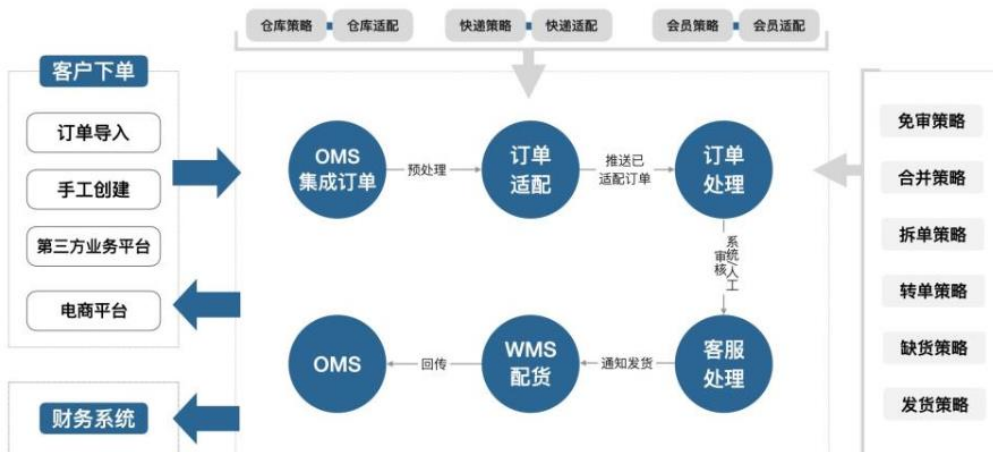 仓库策略 仓库适配 快递策略 快递适配 会员策略 会员适配
客户下单
订单导入
手工创建
第三方业务平台
电商平台
财务系统
OMS
集成订单
预处理
订单
适配
推送已
适配订单
订单
处理
系统/人工
审核
客服
处理
通知发货
WMS
配货
回传
OMS
免审策略
合并策略
拆单策略
转单策略
缺货策略
发货策略